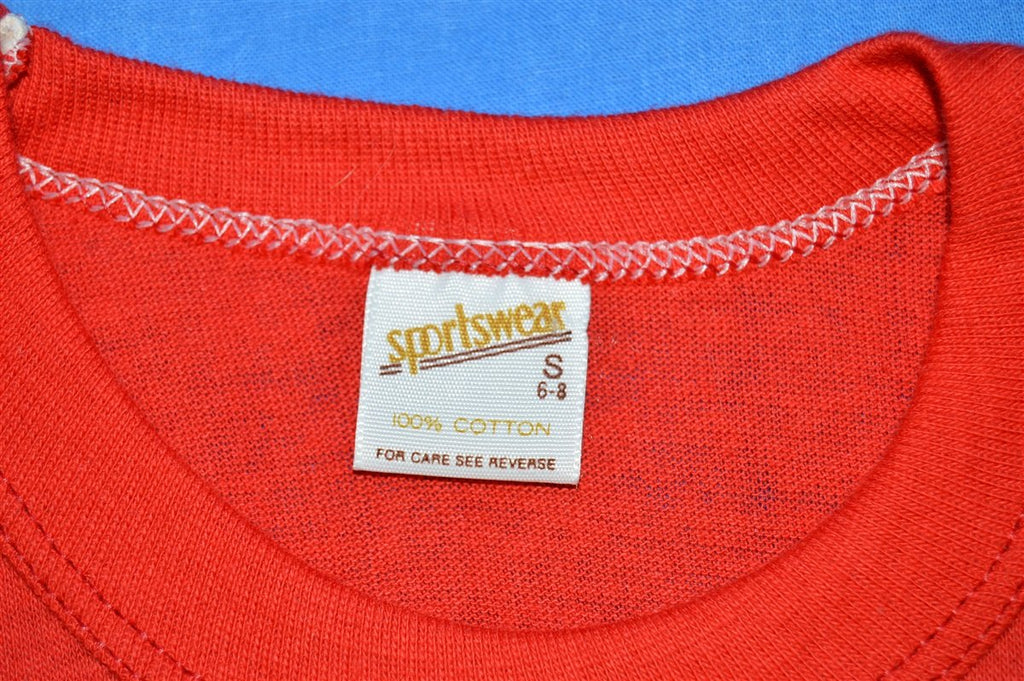 sportswear
S
6-8
100% COTTON
FOR CARE SEE REVERSE